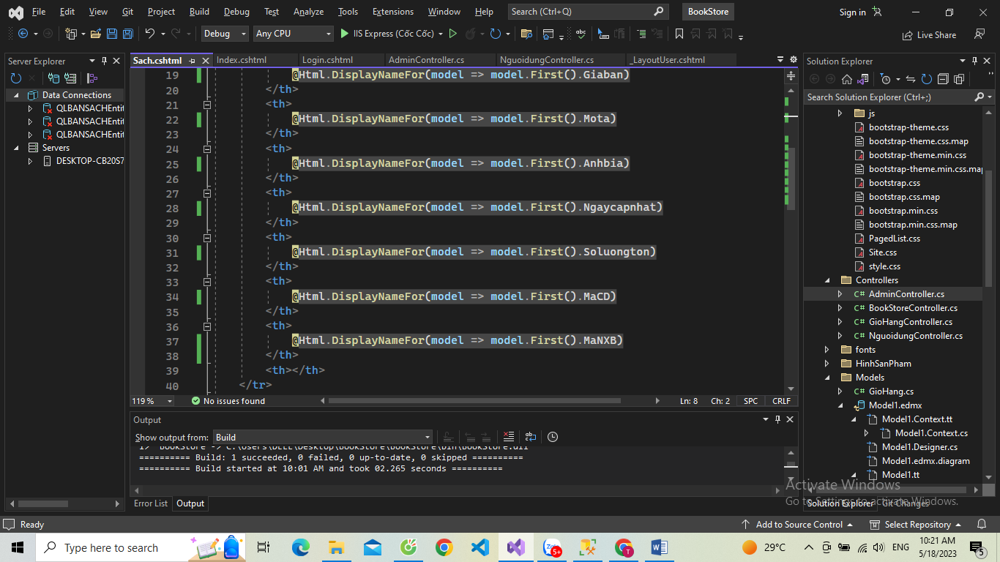 File Edit View Git Project Build Debug Test Analyze Tools Extensions Window Help Search (Ctrl+Q) BookStore Sign in
Debug Any CPU IIS Express (Cốc Cốc) Live Share
Server Explorer
Data Connections
QLBANSACHEntit
QLBANSACHEntit
QLBANSACHEntit
Servers
DESKTOP-CB20S7
Sach.cshtml Index.cshtml Login.cshtml AdminController.cs NguoidungController.cs _LayoutUser.cshtml
19 @Html.DisplayNameFor(model => model.First().Giaban)
20 </th>
21 <th>
22 @Html.DisplayNameFor(model => model.First().Mota)
23 </th>
24 <th>
25 @Html.DisplayNameFor(model => model.First().Anhbia)
26 </th>
27 <th>
28 @Html.DisplayNameFor(model => model.First().Ngaycapnhat)
29 </th>
30 <th>
31 @Html.DisplayNameFor(model => model.First().Soluongton)
32 </th>
33 <th>
34 @Html.DisplayNameFor(model => model.First().MaCD)
35 </th>
36 <th>
37 @Html.DisplayNameFor(model => model.First().MaNXB)
38 </th>
39 <th></th>
40 </tr>
119 % No issues found Ln: 8 Ch: 2 SPC CRLF
Output
Show output from: Build
1> BookStore -> C:\Users\DELL\Desktop\BookStore\BookStore\bin\BookStore.dll
========== Build: 1 succeeded, 0 failed, 0 up-to-date, 0 skipped ==========
========== Build started at 10:01 AM and took 02.265 seconds ==========
Error List Output
Solution Explorer
Search Solution Explorer (Ctrl+;)
js
bootstrap-theme.css
bootstrap-theme.css.map
bootstrap-theme.min.css
bootstrap-theme.min.css.map
bootstrap.css
bootstrap.css.map
bootstrap.min.css
bootstrap.min.css.map
PagedList.css
Site.css
style.css
Controllers
C# AdminController.cs
C# BookStoreController.cs
C# GioHangController.cs
C# NguoidungController.cs
fonts
HinhSanPham
Models
C# GioHang.cs
Model1.edmx
Model1.Context.tt
Model1.Context.cs
Model1.Designer.cs
Model1.edmx.diagram
Model1.tt
Activate Windows
Go to Settings to activate Windows.
Solution Explorer Git Changes
Ready Add to Source Control Select Repository
Type here to search 5+ T 29°C ENG 10:21 AM
5/18/2023 5